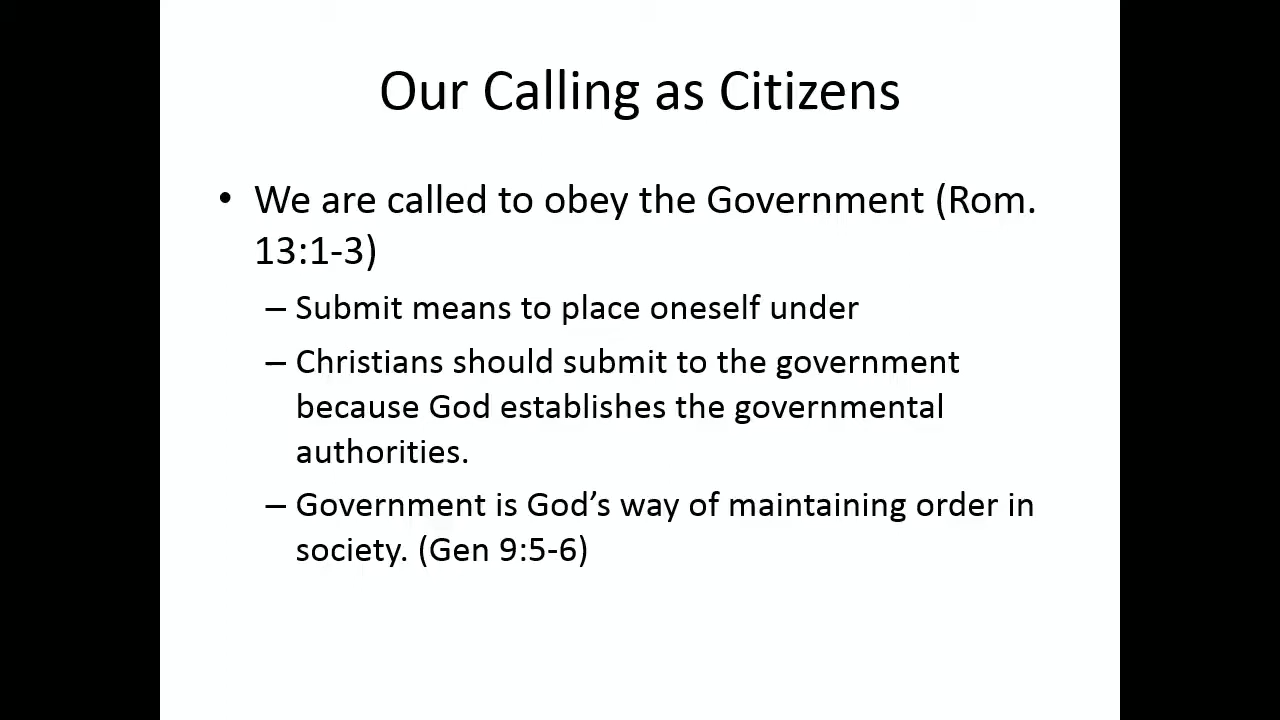 Our Calling as Citizens
• We are called to obey the Government (Rom.
13:1-3)
– Submit means to place oneself under
– Christians should submit to the government
because God establishes the governmental
authorities.
– Government is God’s way of maintaining order in
society. (Gen 9:5-6)